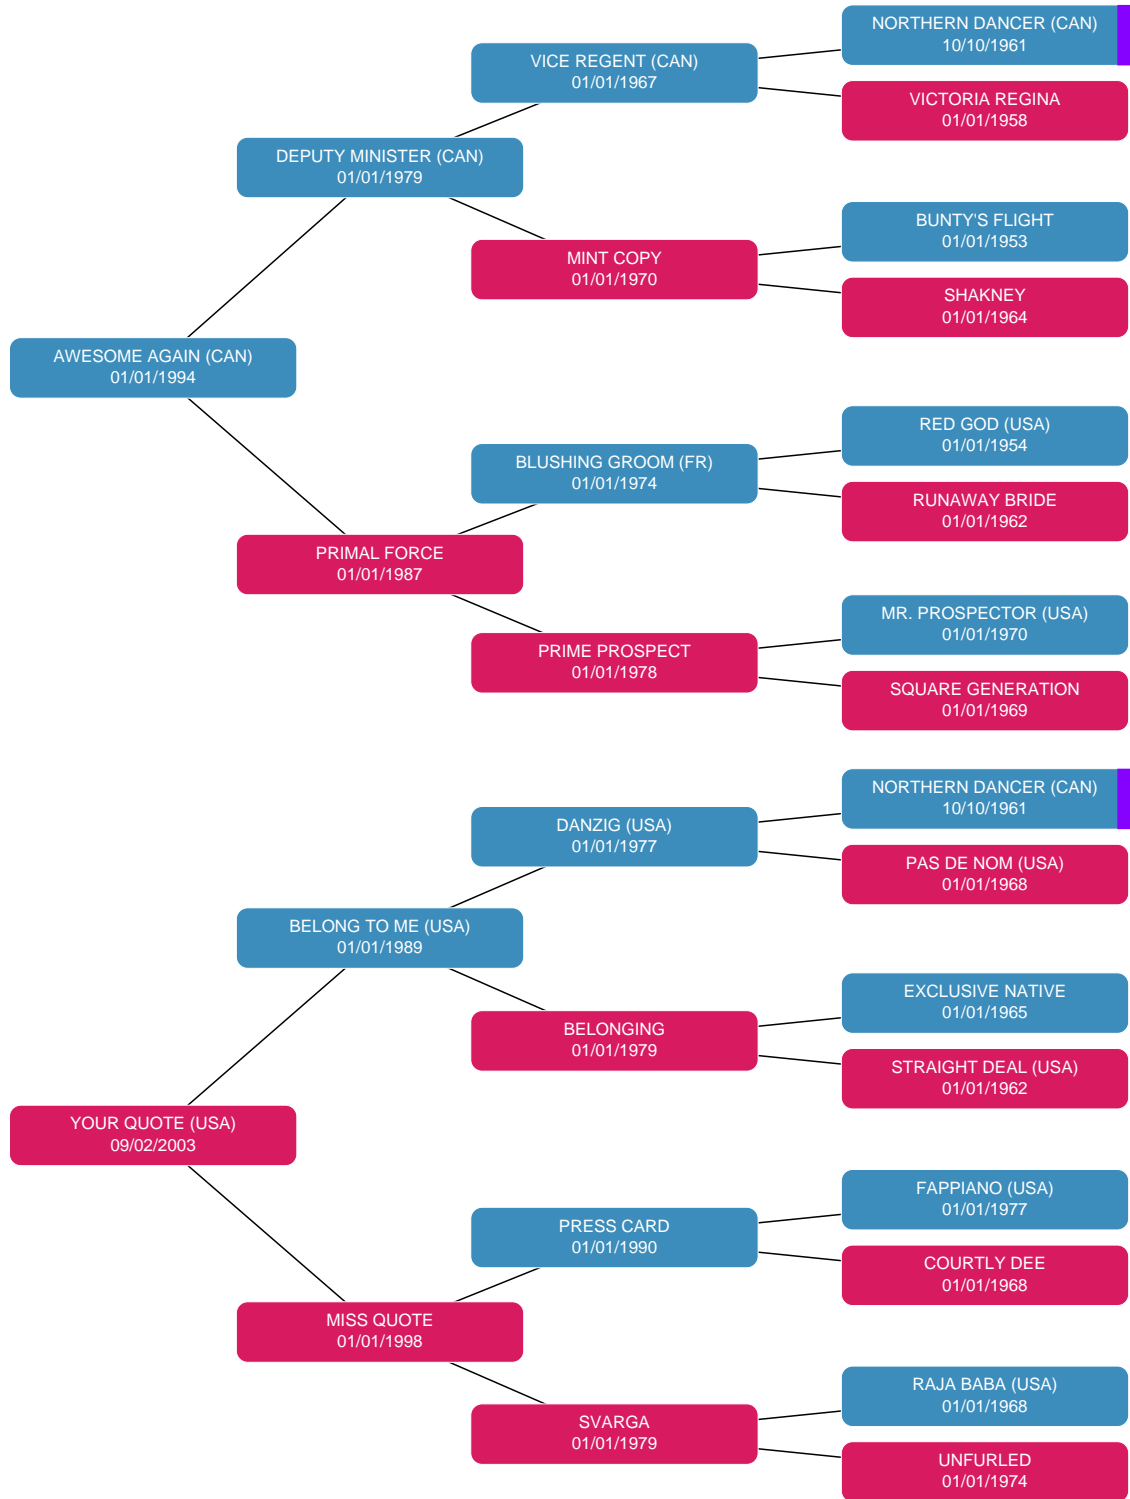 NORTHERN DANCER (CAN)
10/10/1961
VICE REGENT (CAN)
01/01/1967
VICTORIA REGINA
01/01/1958
DEPUTY MINISTER (CAN)
01/01/1979
BUNTY'S FLIGHT
01/01/1953
MINT COPY
01/01/1970
SHAKNEY
01/01/1964
AWESOME AGAIN (CAN)
01/01/1994
RED GOD (USA)
01/01/1954
BLUSHING GROOM (FR)
01/01/1974
RUNAWAY BRIDE
01/01/1962
PRIMAL FORCE
01/01/1987
MR. PROSPECTOR (USA)
01/01/1970
PRIME PROSPECT
01/01/1978
SQUARE GENERATION
01/01/1969
NORTHERN DANCER (CAN)
10/10/1961
DANZIG (USA)
01/01/1977
PAS DE NOM (USA)
01/01/1968
BELONG TO ME (USA)
01/01/1989
EXCLUSIVE NATIVE
01/01/1965
BELONGING
01/01/1979
STRAIGHT DEAL (USA)
01/01/1962
YOUR QUOTE (USA)
09/02/2003
FAPPIANO (USA)
01/01/1977
PRESS CARD
01/01/1990
COURTLY DEE
01/01/1968
MISS QUOTE
01/01/1998
RAJA BABA (USA)
01/01/1968
SVARGA
01/01/1979
UNFURLED
01/01/1974